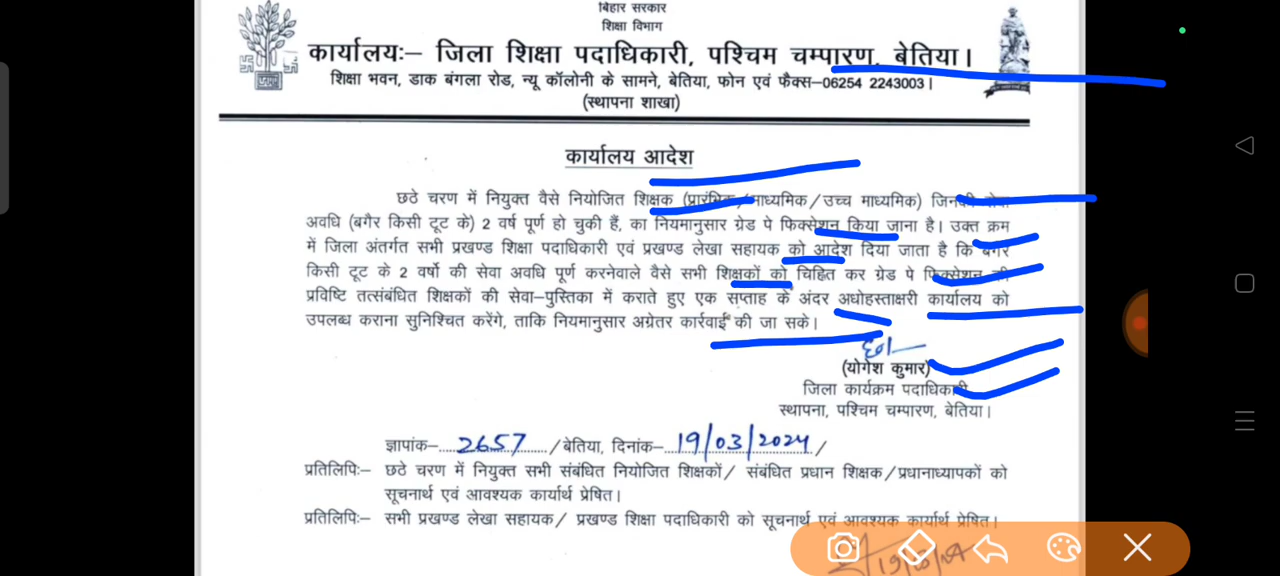 बिहार सरकार
शिक्षा विभाग
कार्यालयः– जिला शिक्षा पदाधिकारी, पश्चिम चम्पारण, बेतिया।
शिक्षा भवन, डाक बंगला रोड, न्यू कॉलोनी के सामने, बेतिया, फोन एवं फैक्स–06254 2243003।
(स्थापना शाखा)
कार्यालय आदेश
छठे चरण में नियुक्त वैसे नियोजित शिक्षक (प्रारंभिक/माध्यमिक/उच्च माध्यमिक) जिनकी सेवा
अवधि (बगैर किसी टूट के) 2 वर्ष पूर्ण हो चुकी हैं, का नियमानुसार ग्रेड पे फिक्सेशन किया जाना है। उक्त क्रम
में जिला अंतर्गत सभी प्रखण्ड शिक्षा पदाधिकारी एवं प्रखण्ड लेखा सहायक को आदेश दिया जाता है कि बगैर
किसी टूट के 2 वर्षो की सेवा अवधि पूर्ण करनेवाले वैसे सभी शिक्षकों को चिहित कर ग्रेड पे फिक्सेशन की
प्रविष्टि तत्संबंधित शिक्षकों की सेवा–पुस्तिका में कराते हुए एक सप्ताह के अंदर अधोहस्ताक्षरी कार्यालय को
उपलब्ध कराना सुनिश्चित करेंगे, ताकि नियमानुसार अग्रेतर कार्रवाई की जा सके।
(योगेश कुमार)
जिला कार्यक्रम पदाधिकारी
स्थापना, पश्चिम चम्पारण, बेतिया।
ज्ञापांक–....2657..../बेतिया, दिनांक–..19/03/2024../
प्रतिलिपिः– छठे चरण में नियुक्त सभी संबंधित नियोजित शिक्षकों/ संबंधित प्रधान शिक्षक/प्रधानाध्यापकों को
सूचनार्थ एवं आवश्यक कार्यार्थ प्रेषित।
प्रतिलिपिः– सभी प्रखण्ड लेखा सहायक/ प्रखण्ड शिक्षा पदाधिकारी को सूचनार्थ एवं आवश्यक कार्यार्थ प्रेषित।